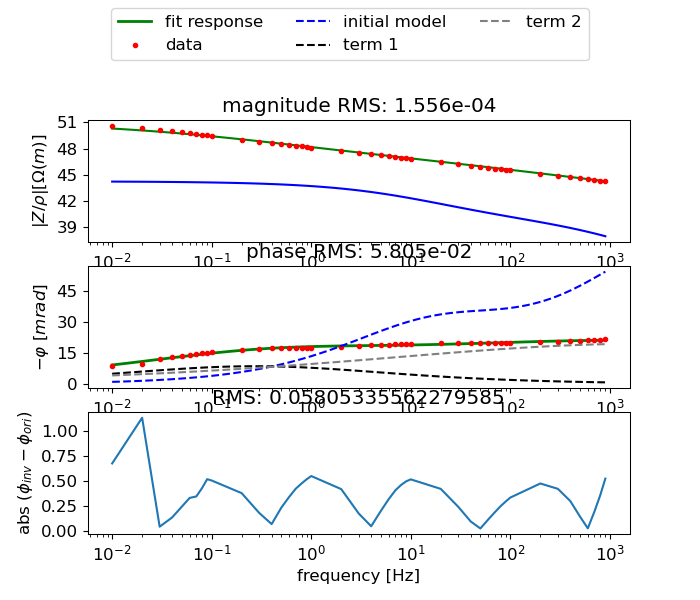 fit response initial model term 2
data term 1
magnitude RMS: 1.556e-04
51
48
45
42
39
|Z/ρ|[Ω(m)]
10⁻² 10⁻¹ 10⁰ 10¹ 10² 10³
phase RMS: 5.805e-02
45
30
15
0
−φ [mrad]
10⁻² 10⁻¹ 10⁰ 10¹ 10² 10³
RMS: 0.058053355562279585
1.00
0.75
0.50
0.25
0.00
abs (ϕ_inv − ϕ_ori)
10⁻² 10⁻¹ 10⁰ 10¹ 10² 10³
frequency [Hz]